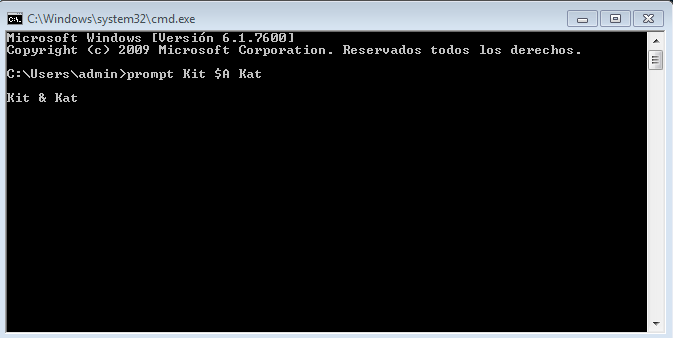 C:\Windows\system32\cmd.exe
Microsoft Windows [Versión 6.1.7600]
Copyright (c) 2009 Microsoft Corporation. Reservados todos los derechos.
C:\Users\admin>prompt Kit $A Kat
Kit & Kat